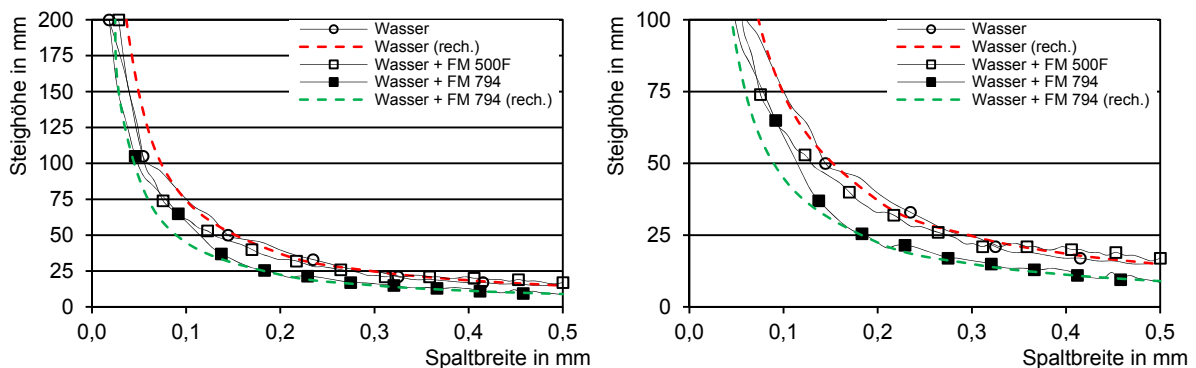 Steighöhe in mm
200
175
150
125
100
75
50
25
0
Wasser
Wasser (rech.)
Wasser + FM 500F
Wasser + FM 794
Wasser + FM 794 (rech.)
0,0 0,1 0,2 0,3 0,4 0,5
Spaltbreite in mm
Steighöhe in mm
100
75
50
25
0
Wasser
Wasser (rech.)
Wasser + FM 500F
Wasser + FM 794
Wasser + FM 794 (rech.)
0,0 0,1 0,2 0,3 0,4 0,5
Spaltbreite in mm